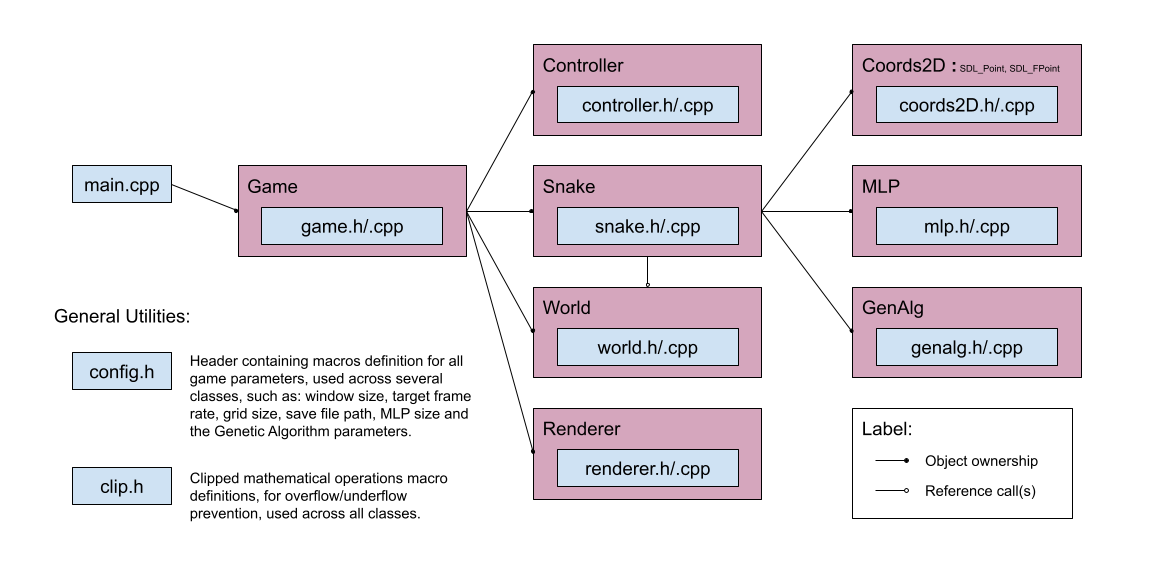 Controller
controller.h/.cpp
Coords2D : SDL_Point, SDL_FPoint
coords2D.h/.cpp
main.cpp
Game
game.h/.cpp
Snake
snake.h/.cpp
MLP
mlp.h/.cpp
World
world.h/.cpp
GenAlg
genalg.h/.cpp
General Utilities:
config.h
Header containing macros definition for all
game parameters, used across several
classes, such as: window size, target frame
rate, grid size, save file path, MLP size and
the Genetic Algorithm parameters.
Renderer
renderer.h/.cpp
Label:
Object ownership
Reference call(s)
clip.h
Clipped mathematical operations macro
definitions, for overflow/underflow
prevention, used across all classes.